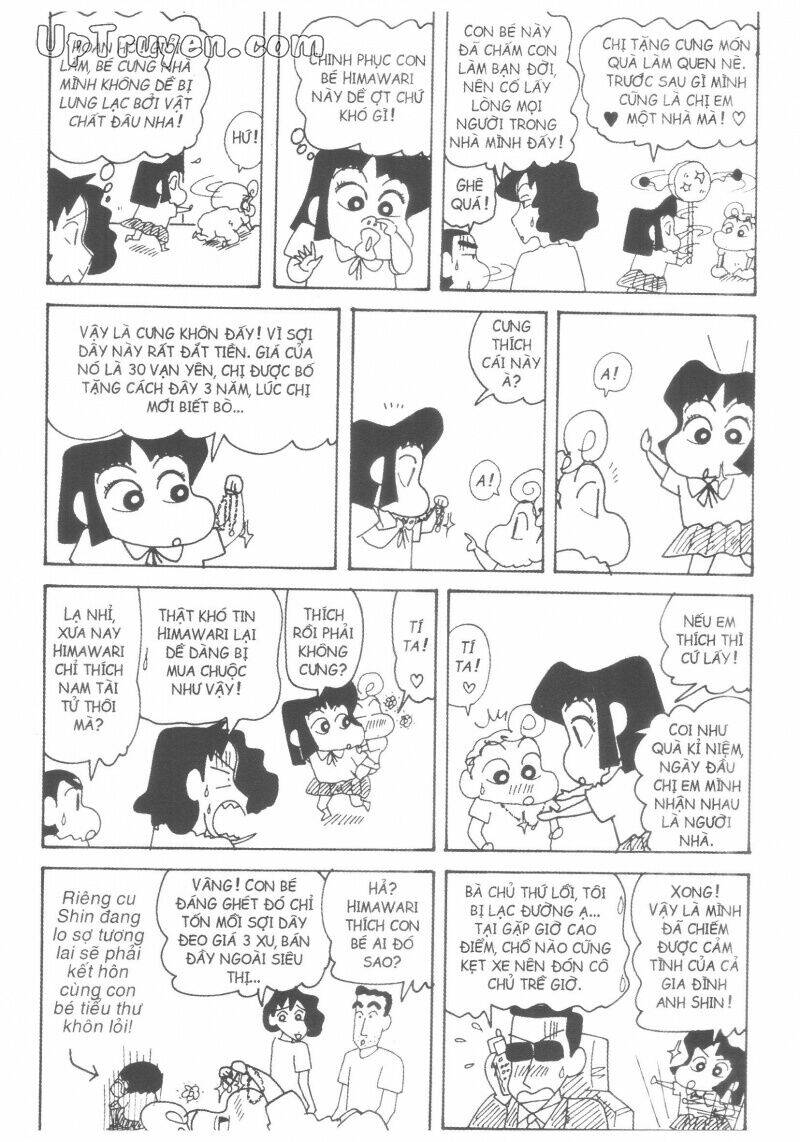 UpTruyen.com
CHỊ TẶNG CƯNG MÓN
QUÀ LÀM QUEN NÈ.
TRƯỚC SAU GÌ MÌNH
CŨNG LÀ CHỊ EM
♥ MỘT NHÀ MÀ! ♡
CON BÉ NÀY
ĐÃ CHẤM CON
LÀM BẠN ĐỜI,
NÊN CỐ LẤY
LÒNG MỌI
NGƯỜI TRONG
NHÀ MÌNH ĐẤY!
GHÊ
QUÁ!
CHINH PHỤC CON
BÉ HIMAWARI
NÀY DỄ ỢT CHỨ
KHÓ GÌ!
HỨ!
HOAN HÔ! GIỎI
LẮM, BÉ CƯNG NHÀ
MÌNH KHÔNG DỄ BỊ
LUNG LẠC BỞI VẬT
CHẤT ĐÂU NHA!
A!
CƯNG
THÍCH
CÁI NÀY
À?
A!
VẬY LÀ CƯNG KHÔN ĐẤY! VÌ SỢI
DÂY NÀY RẤT ĐẮT TIỀN. GIÁ CỦA
NÓ LÀ 30 VẠN YÊN, CHỊ ĐƯỢC BỐ
TẶNG CÁCH ĐÂY 3 NĂM, LÚC CHỊ
MỚI BIẾT BÒ...
NẾU EM
THÍCH THÌ
CỨ LẤY!
COI NHƯ
QUÀ KỈ NIỆM,
NGÀY ĐẦU
CHỊ EM MÌNH
NHẬN NHAU
LÀ NGƯỜI
NHÀ.
TÍ
TA!
♡
TÍ
TA!
♡
THÍCH
RỒI PHẢI
KHÔNG
CƯNG?
THẬT KHÓ TIN
HIMAWARI LẠI
DỄ DÀNG BỊ
MUA CHUỘC
NHƯ VẬY!
LẠ NHỈ,
XƯA NAY
HIMAWARI
CHỈ THÍCH
NAM TÀI
TỬ THÔI
MÀ?
XONG!
VẬY LÀ MÌNH
ĐÃ CHIẾM
ĐƯỢC CẢM
TÌNH CỦA CẢ
GIA ĐÌNH
ANH SHIN!
BÀ CHỦ THỨ LỖI, TÔI
BỊ LẠC ĐƯỜNG Ạ...
TẠI GẶP GIỜ CAO
ĐIỂM, CHỖ NÀO CŨNG
KẸT XE NÊN ĐÓN CÔ
CHỦ TRỄ GIỜ.
HẢ?
HIMAWARI
THÍCH CON
BÉ AI ĐÓ
SAO?
VÂNG! CON BÉ
ĐÁNG GHÉT ĐÓ CHỈ
TỐN MỖI SỢI DÂY
ĐEO GIÁ 3 XU, BÁN
ĐẦY NGOÀI SIÊU
THỊ...
Riêng cu
Shin đang
lo sợ tương
lai sẽ phải
kết hôn
cùng con
bé tiểu thư
khôn lỏi!